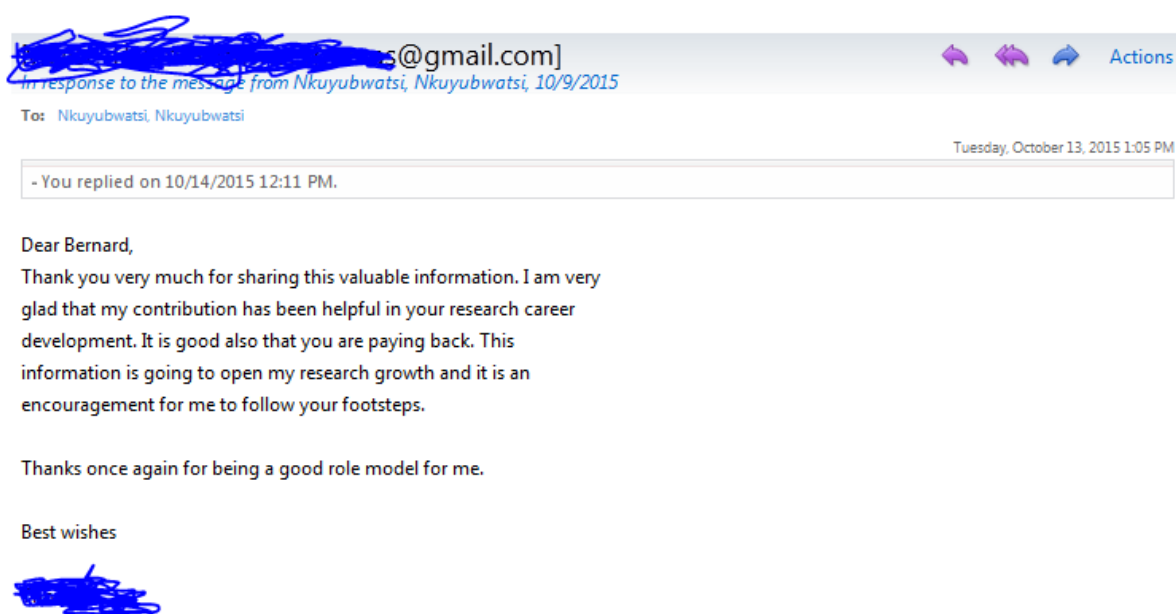 s@gmail.com]
Actions
In response to the message from Nkuyubwatsi, Nkuyubwatsi, 10/9/2015
To: Nkuyubwatsi, Nkuyubwatsi
Tuesday, October 13, 2015 1:05 PM
- You replied on 10/14/2015 12:11 PM.
Dear Bernard,
Thank you very much for sharing this valuable information. I am very
glad that my contribution has been helpful in your research career
development. It is good also that you are paying back. This
information is going to open my research growth and it is an
encouragement for me to follow your footsteps.
Thanks once again for being a good role model for me.
Best wishes